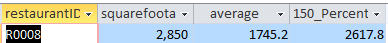 restaurantID squarefoota average 150_Percent
R0008 2,850 1745.2 2617.8